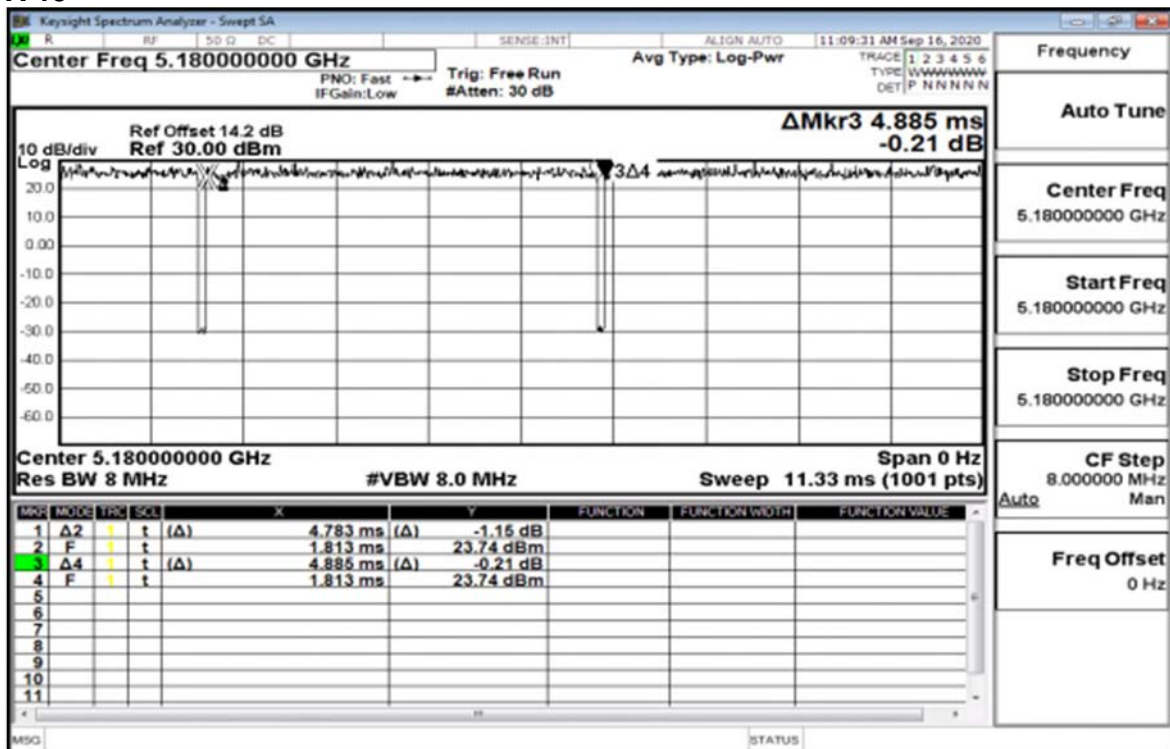 Keysight Spectrum Analyzer - Swept SA
R RF 50 Ω DC SENSE:INT ALIGN AUTO 11:09:31 AM Sep 16, 2020
Center Freq 5.180000000 GHz
PNO: Fast
IFGain:Low
Trig: Free Run
#Atten: 30 dB
Avg Type: Log-Pwr
TRACE 1 2 3 4 5 6
TYPE WWWWWW
DET P N N N N N
Ref Offset 14.2 dB
10 dB/div Ref 30.00 dBm
ΔMkr3 4.885 ms
-0.21 dB
Log
20.0
10.0
0.00
-10.0
-20.0
-30.0
-40.0
-50.0
-60.0
3Δ4
Center 5.180000000 GHz Span 0 Hz
Res BW 8 MHz #VBW 8.0 MHz Sweep 11.33 ms (1001 pts)
MKR MODE TRC SCL X Y FUNCTION FUNCTION WIDTH FUNCTION VALUE
1 Δ2 1 t (Δ) 4.783 ms (Δ) -1.15 dB
2 F 1 t 1.813 ms 23.74 dBm
3 Δ4 1 t (Δ) 4.885 ms (Δ) -0.21 dB
4 F 1 t 1.813 ms 23.74 dBm
5
6
7
8
9
10
11
MSG STATUS
Frequency
Auto Tune
Center Freq
5.180000000 GHz
Start Freq
5.180000000 GHz
Stop Freq
5.180000000 GHz
CF Step
8.000000 MHz
Auto Man
Freq Offset
0 Hz